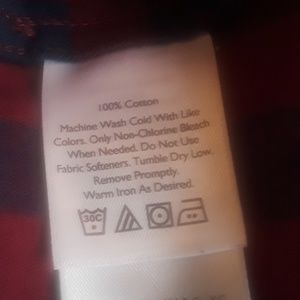 100% Cotton
Machine Wash Cold With Like
Colors. Only Non-Chlorine Bleach
When Needed. Do Not Use
Fabric Softeners. Tumble Dry Low.
Remove Promptly.
Warm Iron As Desired.
30C